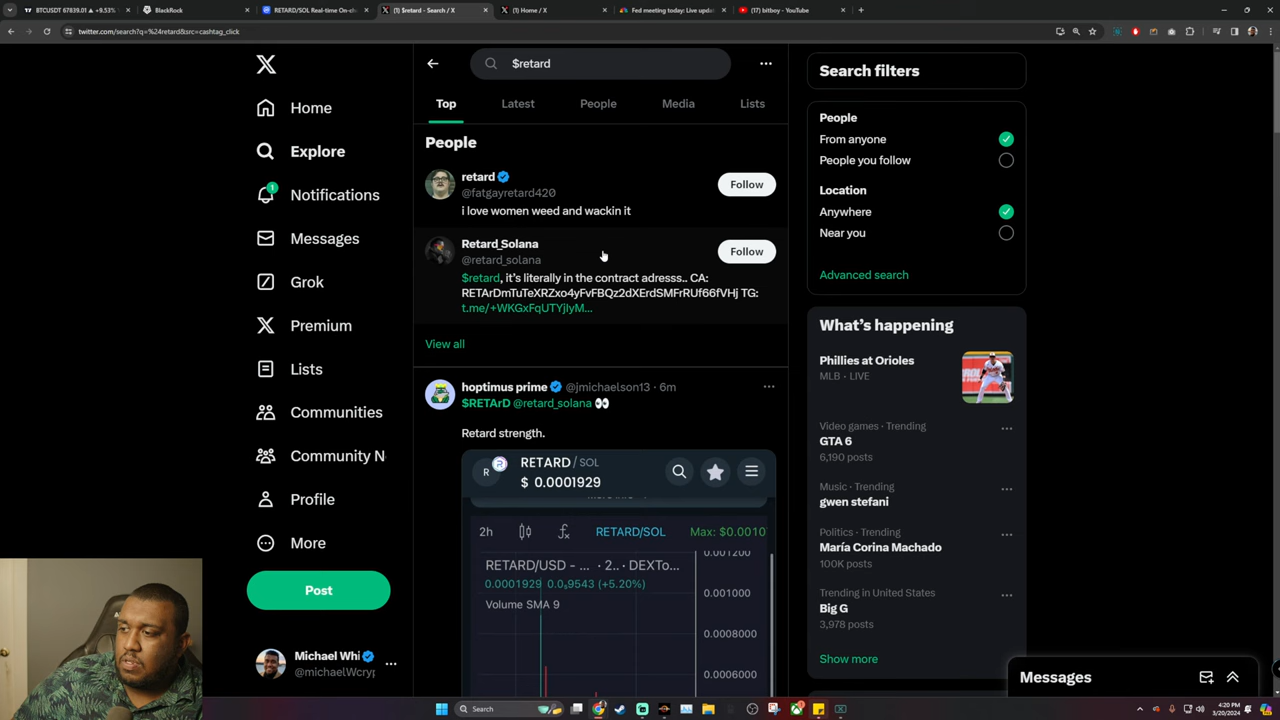 BTCUSDT 67839.01 ▲ +9.53%
BlackRock
RETARD/SOL Real-time On-ch
(1) $retard - Search / X
(1) Home / X
Fed meeting today: Live upda
(17) bitboy - YouTube
twitter.com/search?q=%24retard&src=cashtag_click
$retard
Home
Explore
1
Notifications
Messages
Grok
Premium
Lists
Communities
Community N
Profile
More
Post
Michael Whi
@michaelWcryp
Top
Latest
People
Media
Lists
People
retard
@fatgayretard420
i love women weed and wackin it
Follow
Retard_Solana
@retard_solana
Follow
$retard, it's literally in the contract adresss.. CA:
RETArDmTuTeXRZxo4yFvFBQz2dXErdSMFrRUf66fVHj TG:
t.me/+WKGxFqUTYjIyM...
View all
hoptimus prime @jmichaelson13 · 6m
$RETArD @retard_solana 👀
Retard strength.
R
RETARD / SOL
$ 0.0001929
More info
2h
RETARD/SOL
Max: $0.0010
RETARD/USD - ... · 2.. · DEXTo...
0.0001929 0.0₅9543 (+5.20%)
Volume SMA 9
0.001200
0.001000
0.0008000
0.0006000
Search filters
People
From anyone
People you follow
Location
Anywhere
Near you
Advanced search
What's happening
Phillies at Orioles
MLB · LIVE
Video games · Trending
GTA 6
6,190 posts
Music · Trending
gwen stefani
Politics · Trending
María Corina Machado
100K posts
Trending in United States
Big G
3,978 posts
Show more
Messages
Search
4:20 PM
3/20/2024